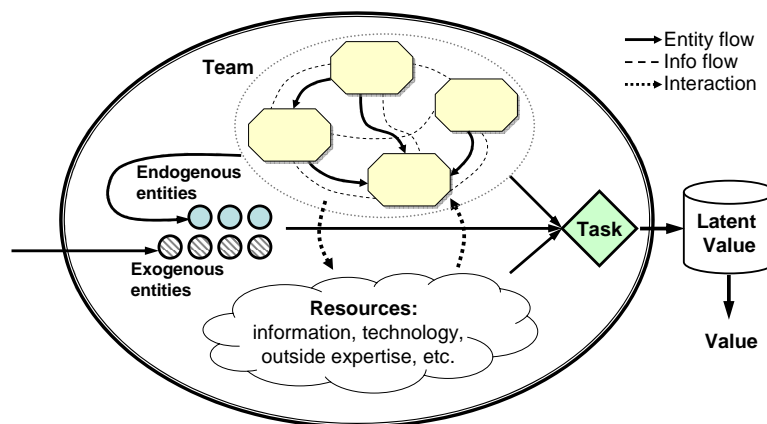 Team
Entity flow
Info flow
Interaction
Endogenous
entities
Exogenous
entities
Task
Latent
Value
Resources:
information, technology,
outside expertise, etc.
Value